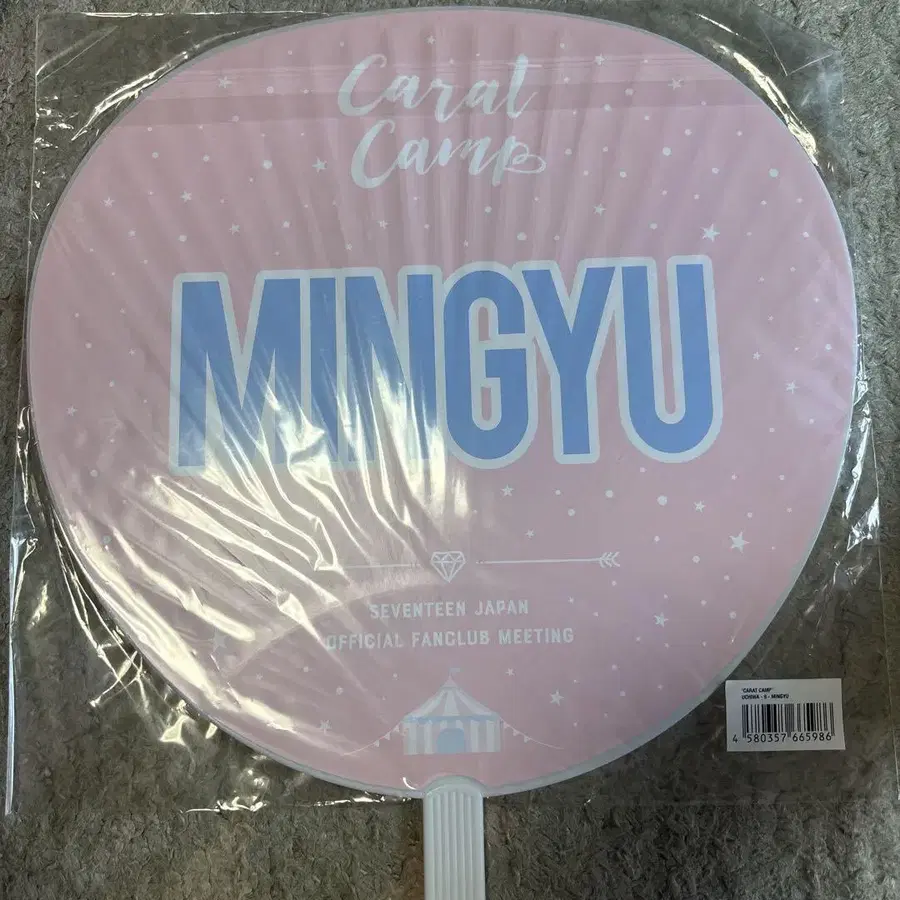 Carat
Camp
MINGYU
SEVENTEEN JAPAN
OFFICIAL FANCLUB MEETING
"CARAT CAMP"
UCHIWA - 6 - MINGYU
4 580357 665986